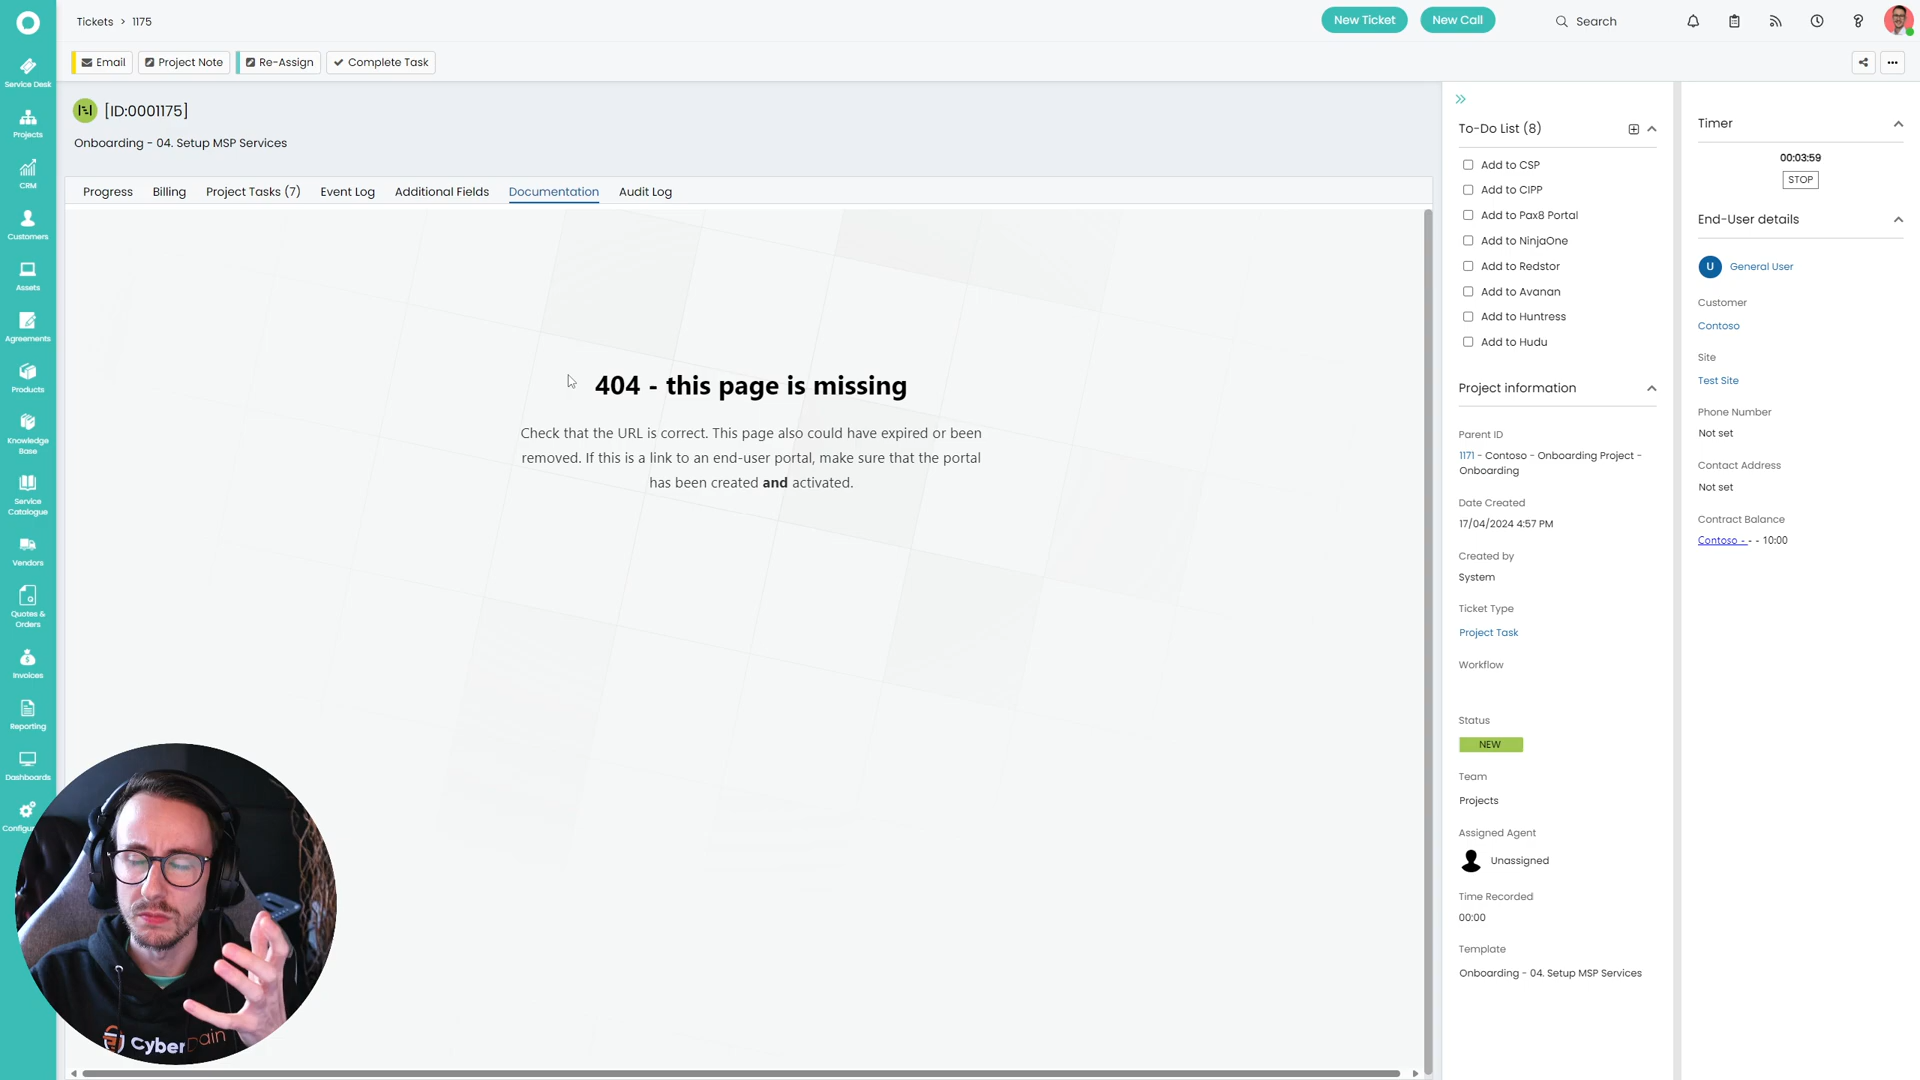 Tickets > 1175
New Ticket
New Call
Search
Email
Project Note
Re-Assign
Complete Task
[ID:0001175]
Onboarding - 04. Setup MSP Services
Progress
Billing
Project Tasks (7)
Event Log
Additional Fields
Documentation
Audit Log
404 - this page is missing
Check that the URL is correct. This page also could have expired or been
removed. If this is a link to an end-user portal, make sure that the portal
has been created and activated.
Service Desk
Projects
CRM
Customers
Assets
Agreements
Products
Knowledge
Base
Service
Catalogue
Vendors
Quotes &
Orders
Invoices
Reporting
Dashboards
To-Do List (8)
Add to CSP
Add to CIPP
Add to Pax8 Portal
Add to NinjaOne
Add to Redstor
Add to Avanan
Add to Huntress
Add to Hudu
Project information
Parent ID
1171 - Contoso - Onboarding Project -
Onboarding
Date Created
17/04/2024 4:57 PM
Created by
System
Ticket Type
Project Task
Workflow
Status
NEW
Team
Projects
Assigned Agent
Unassigned
Time Recorded
00:00
Template
Onboarding - 04. Setup MSP Services
Timer
00:03:59
STOP
End-User details
U
General User
Customer
Contoso
Site
Test Site
Phone Number
Not set
Contact Address
Not set
Contract Balance
Contoso - - - 10:00